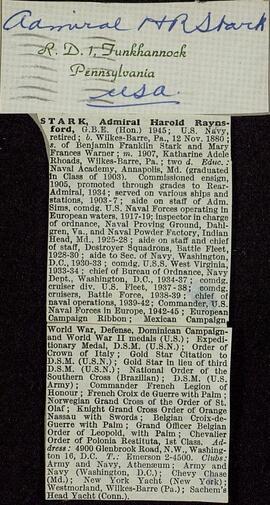 Admiral H R Stark
R. D. 1, Tunkhannock
Pennsylvania
USA
STARK, Admiral Harold Rayns-
ford, G.B.E. (Hon.) 1945; U.S. Navy,
retired; b. Wilkes-Barre, Pa., 12 Nov. 1880;
s. of Benjamin Franklin Stark and Mary
Frances Warner; m. 1907, Katharine Adele
Rhoads, Wilkes-Barre, Pa.; two d. Educ.:
Naval Academy, Annapolis, Md. (graduated
in Class of 1903). Commissioned ensign,
1905, promoted through grades to Rear-
Admiral, 1934; served on various ships and
stations, 1903-7; aide on staff of Adm.
Sims, comdg. U.S. Naval Forces operating in
European waters, 1917-19; inspector in charge
of ordnance, Naval Proving Ground, Dahl-
gren, Va., and Naval Powder Factory, Indian
Head, Md., 1925-28; aide on staff and chief
of staff, Destroyer Squadrons, Battle Fleet,
1928-30; aide to Sec. of Navy, Washington,
D.C., 1930-33; comdg. U.S.S. West Virginia,
1933-34; chief of Bureau of Ordnance, Navy
Dept., Washington, D.C., 1934-37; comdg.
cruiser div. U.S. Fleet, 1937-38; comdg.
cruisers, Battle Force, 1938-39; chief of
naval operations, 1939-42; Commander, U.S.
Naval Forces in Europe, 1942-45; European
Campaign Ribbon; Mexican Campaign,
World War, Defense, Dominican Campaign-
and World War II medals (U.S.); Expedi-
tionary Medal, D.S.M. (U.S.N.); Order of
Crown of Italy; Gold Star Citation to
D.S.M. (U.S.N.); Gold Star in lieu of third
D.S.M. (U.S.N.); National Order of the
Southern Cross (Brazilian); D.S.M. (U.S.
Army); Commander French Legion of
Honour; French Croix de Guerre with Palm;
Norwegian Grand Cross of the Order of St.
Olaf; Knight Grand Cross of Order of Orange
Nassau with Swords; Belgian Croix-de-
Guerre with Palm; Grand Officer Belgian
Order of Leopold, with Palm; Chevalier
Order of Polonia Restituta, 1st Class. Ad-
dress: 4900 Glenbrook Road, N.W., Washing-
ton 16, D.C. T.: Emerson 2-4500. Clubs:
Army and Navy, Athenæum; Army and
Navy (Washington, D.C.); Chevy Chase
(Md.); New York Yacht (New York);
Westmorland, Wilkes-Barre (Pa.); Sachem's
Head Yacht (Conn.).